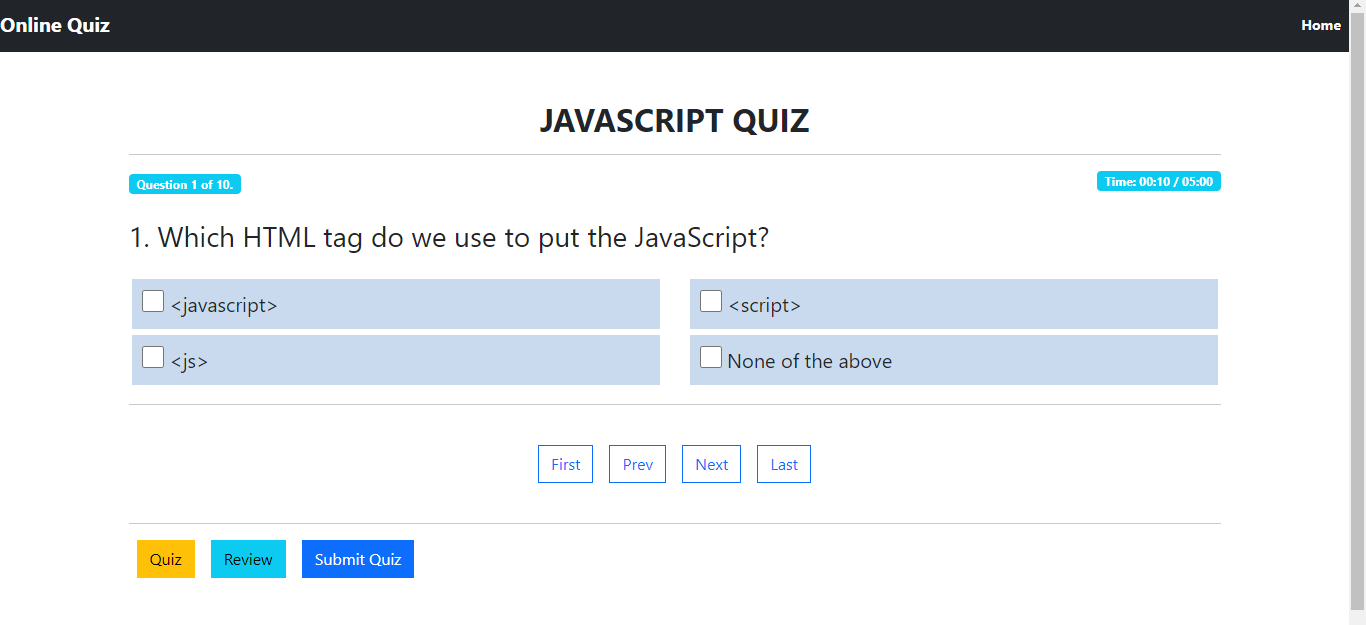 Online Quiz
Home
JAVASCRIPT QUIZ
Question 1 of 10.
Time: 00:10 / 05:00
1. Which HTML tag do we use to put the JavaScript?
<javascript>
<script>
<js>
None of the above
First
Prev
Next
Last
Quiz
Review
Submit Quiz